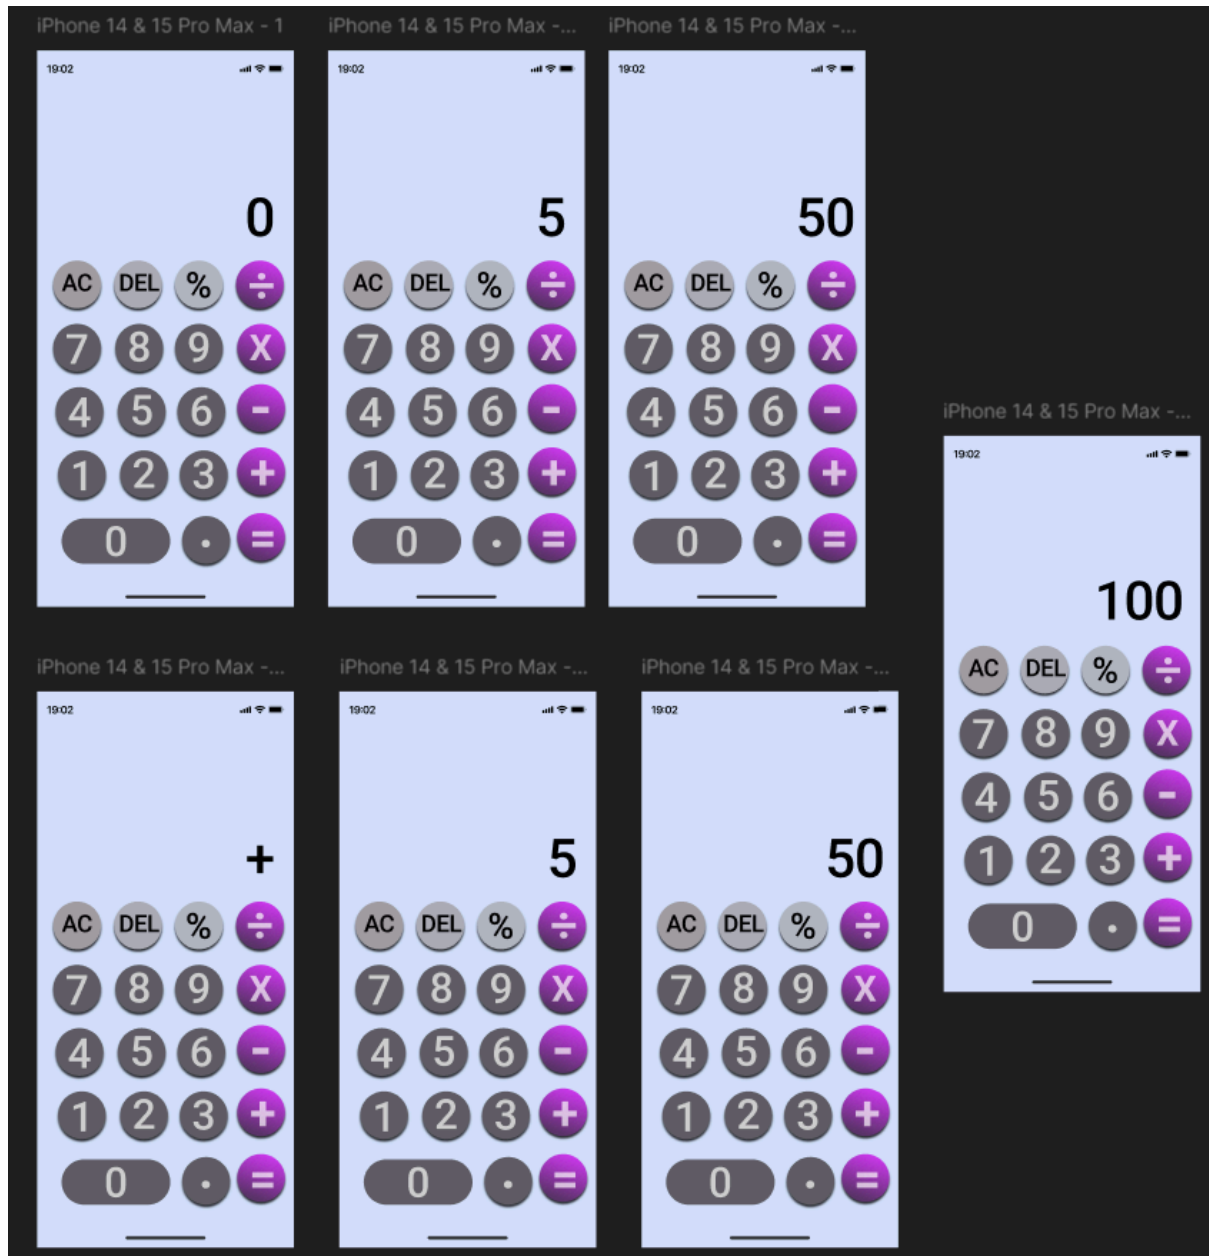 iPhone 14 & 15 Pro Max - 1
19:02
0
AC DEL % ÷
7 8 9 X
4 5 6 -
1 2 3 +
0 . =
iPhone 14 & 15 Pro Max -...
19:02
5
AC DEL % ÷
7 8 9 X
4 5 6 -
1 2 3 +
0 . =
iPhone 14 & 15 Pro Max -...
19:02
50
AC DEL % ÷
7 8 9 X
4 5 6 -
1 2 3 +
0 . =
iPhone 14 & 15 Pro Max -...
19:02
+
AC DEL % ÷
7 8 9 X
4 5 6 -
1 2 3 +
0 . =
iPhone 14 & 15 Pro Max -...
19:02
5
AC DEL % ÷
7 8 9 X
4 5 6 -
1 2 3 +
0 . =
iPhone 14 & 15 Pro Max -...
19:02
50
AC DEL % ÷
7 8 9 X
4 5 6 -
1 2 3 +
0 . =
iPhone 14 & 15 Pro Max -...
19:02
100
AC DEL % ÷
7 8 9 X
4 5 6 -
1 2 3 +
0 . =